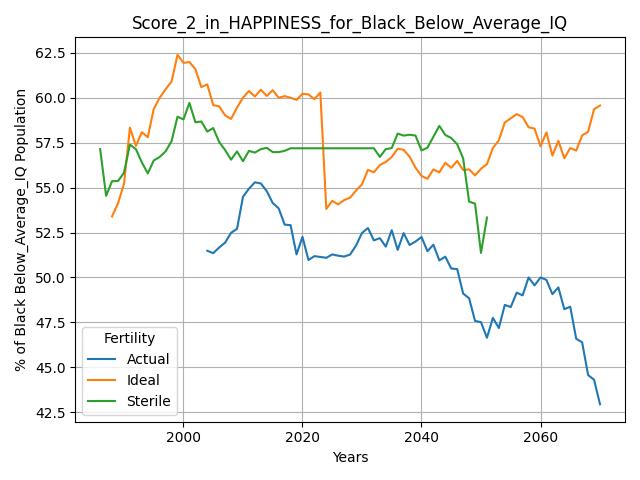 Score_2_in_HAPPINESS_for_Black_Below_Average_IQ
% of Black Below_Average_IQ Population
62.5
60.0
57.5
55.0
52.5
50.0
47.5
45.0
42.5
Fertility
Actual
Ideal
Sterile
2000 2020 2040 2060
Years